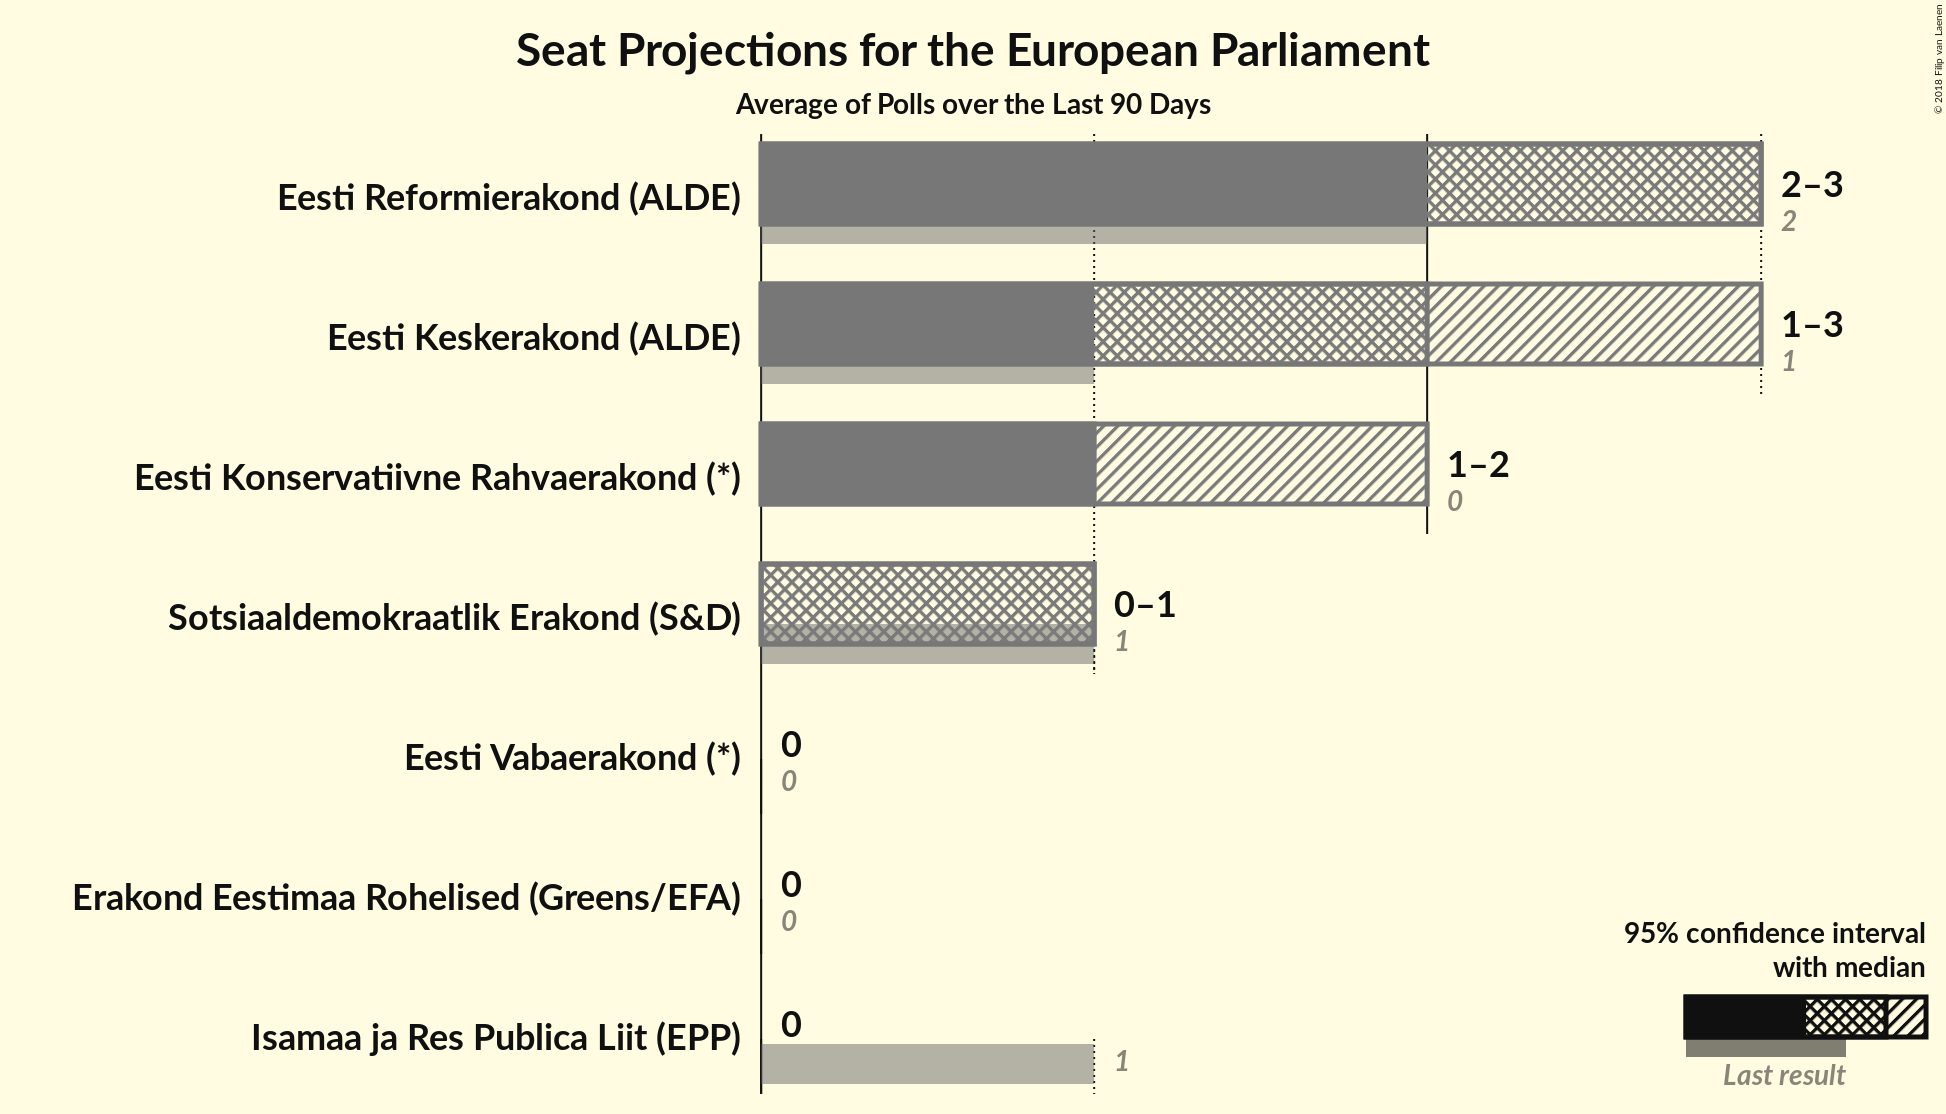 Seat Projections for the European Parliament
Average of Polls over the Last 90 Days
© 2018 Filip van Laenen
Eesti Reformierakond (ALDE)
2–3
2
Eesti Keskerakond (ALDE)
1–3
1
Eesti Konservatiivne Rahvaerakond (*)
1–2
0
Sotsiaaldemokraatlik Erakond (S&D)
0–1
1
Eesti Vabaerakond (*)
0
0
Erakond Eestimaa Rohelised (Greens/EFA)
0
0
Isamaa ja Res Publica Liit (EPP)
0
1
95% confidence interval
with median
Last result